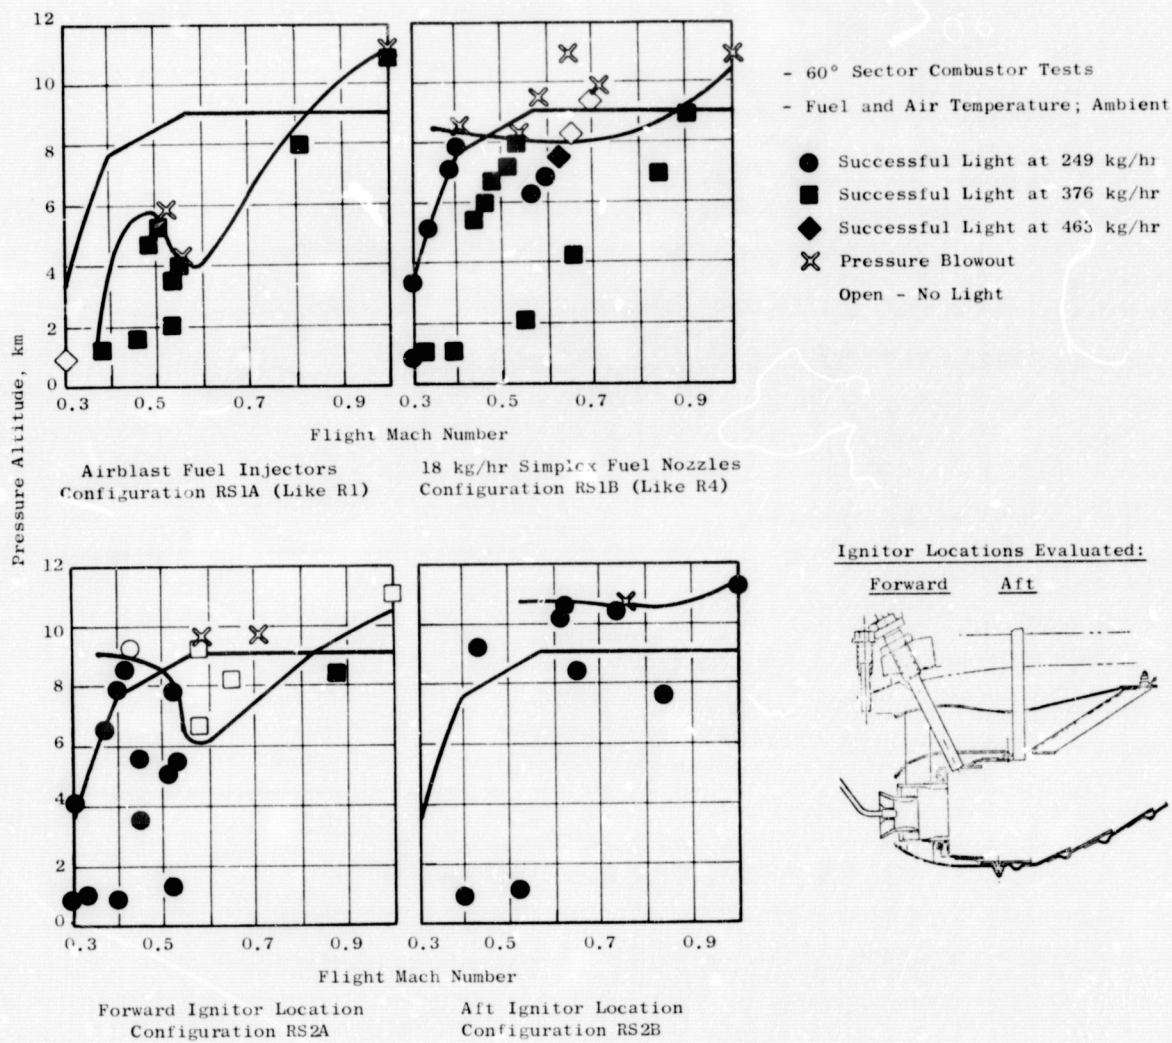 Pressure Altitude, km
12
10
8
6
4
2
0
0.3 0.5 0.7 0.9
0.3 0.5 0.7 0.9
Flight Mach Number
Airblast Fuel Injectors
Configuration RS1A (Like R1)
18 kg/hr Simplex Fuel Nozzles
Configuration RS1B (Like R4)
- 60° Sector Combustor Tests
- Fuel and Air Temperature; Ambient
Successful Light at 249 kg/hr
Successful Light at 376 kg/hr
Successful Light at 463 kg/hr
Pressure Blowout
Open - No Light
12
10
8
6
4
2
0
0.3 0.5 0.7 0.9
0.3 0.5 0.7 0.9
Flight Mach Number
Forward Ignitor Location
Configuration RS2A
Aft Ignitor Location
Configuration RS2B
Ignitor Locations Evaluated:
Forward Aft